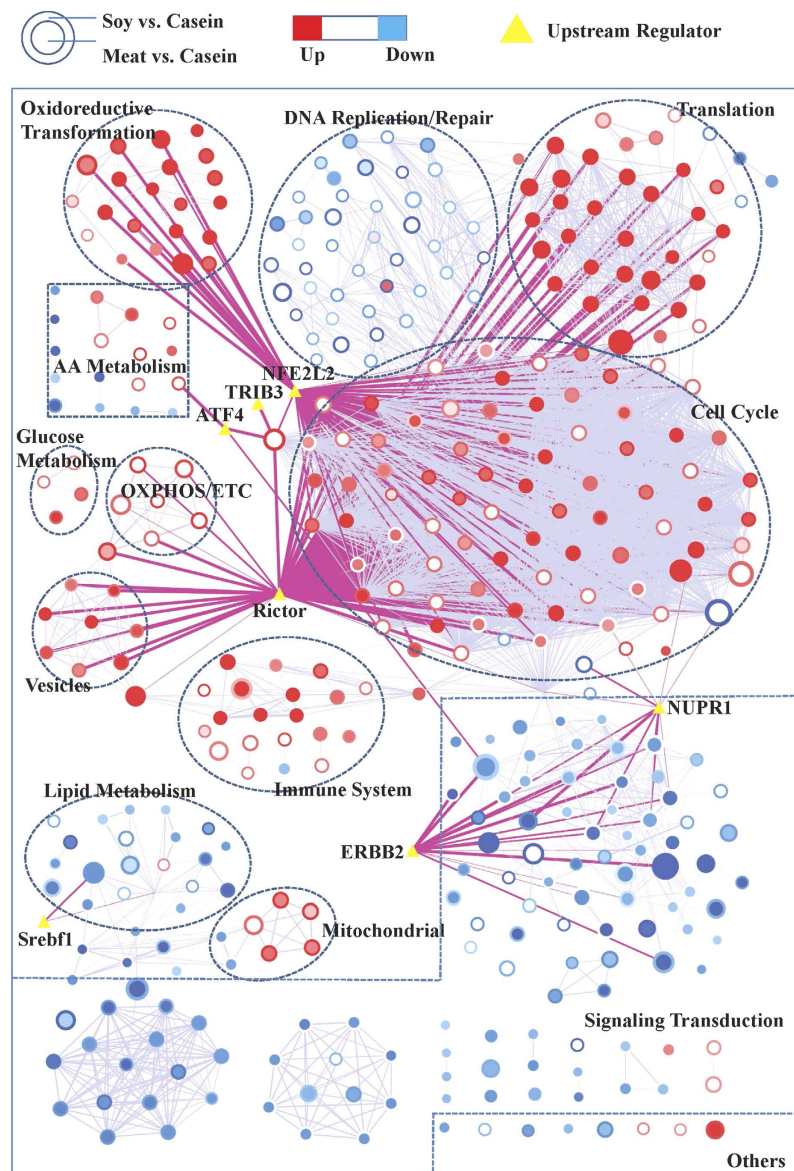 Soy vs. Casein
Meat vs. Casein
Up
Down
Upstream Regulator
Oxidoreductive
Transformation
DNA Replication/Repair
Translation
AA Metabolism
NFE2L2
TRIB3
ATF4
Cell Cycle
Glucose
Metabolism
OXPHOS/ETC
Rictor
Vesicles
NUPR1
Immune System
Lipid Metabolism
ERBB2
Srebf1
Mitochondrial
Signaling Transduction
Others